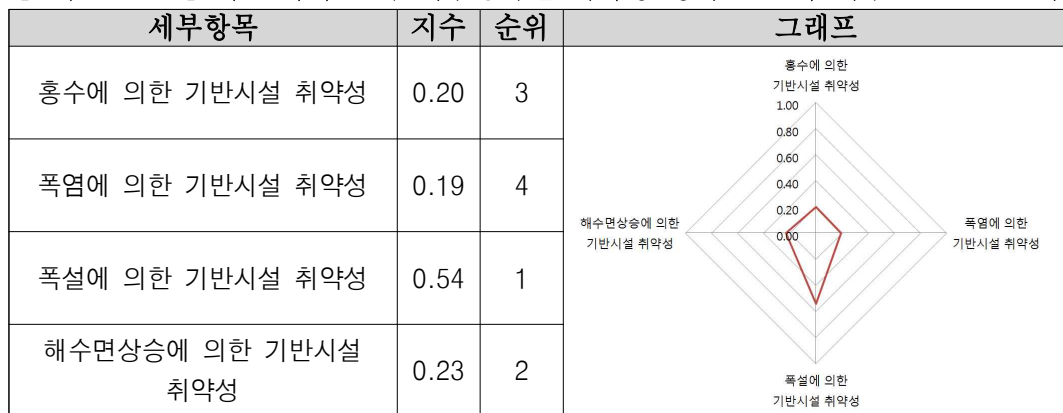 세부항목 지수 순위 그래프
홍수에 의한 기반시설 취약성 0.20 3
폭염에 의한 기반시설 취약성 0.19 4
폭설에 의한 기반시설 취약성 0.54 1
해수면상승에 의한 기반시설
취약성 0.23 2
홍수에 의한
기반시설 취약성
1.00
0.80
0.60
0.40
0.20
0.00
해수면상승에 의한
기반시설 취약성
폭염에 의한
기반시설 취약성
폭설에 의한
기반시설 취약성